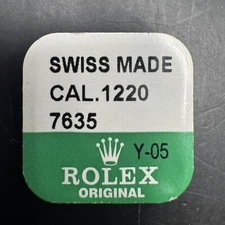 SWISS MADE
CAL.1220
7635
Y-05
ROLEX
ORIGINAL